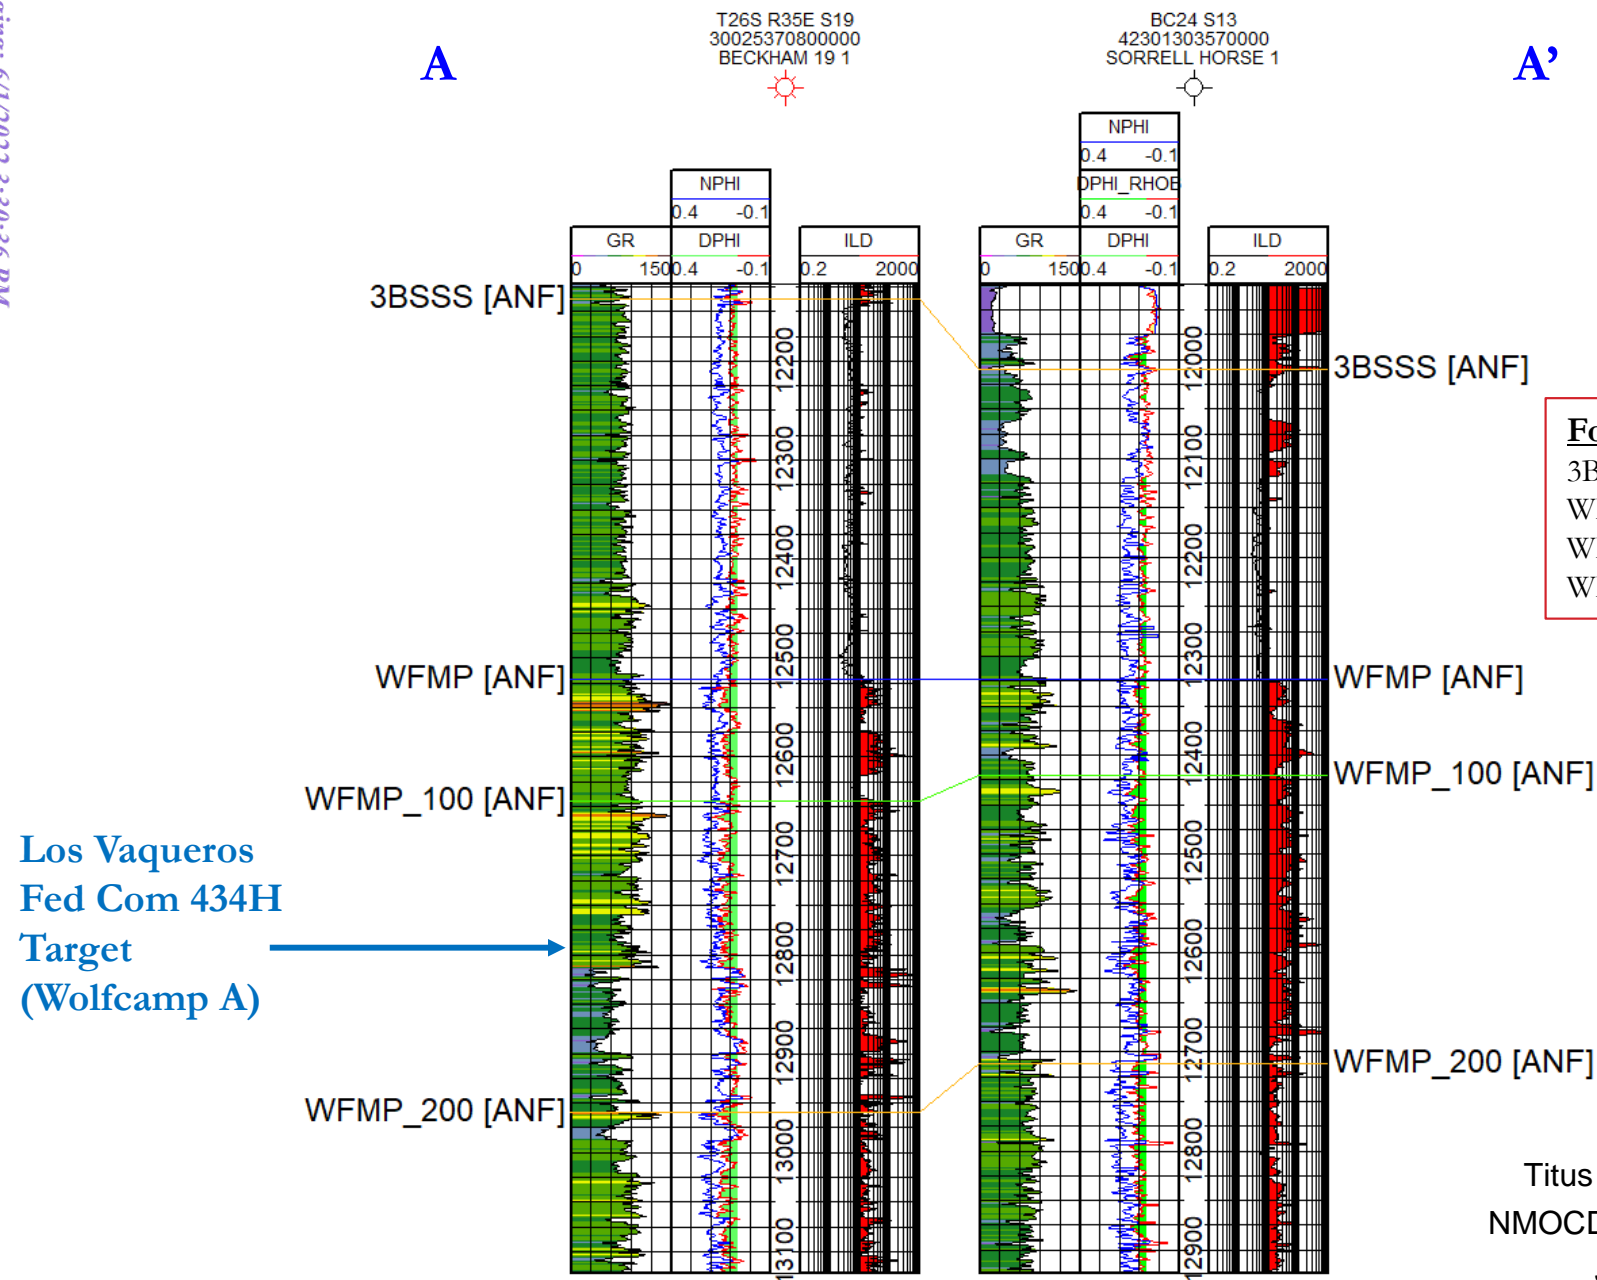 A
T26S R35E S19
30025370800000
BECKHAM 19 1
BC24 S13
42301303570000
SORRELL HORSE 1
A’
NPHI
0.4 -0.1
GR
0 150
DPHI
0.4 -0.1
ILD
0.2 2000
NPHI
0.4 -0.1
DPHI_RHOB
0.4 -0.1
GR
0 150
DPHI
0.4 -0.1
ILD
0.2 2000
3BSSS [ANF]
3BSSS [ANF]
WFMP [ANF]
WFMP [ANF]
WFMP_100 [ANF]
WFMP_100 [ANF]
WFMP_200 [ANF]
WFMP_200 [ANF]
12200
12300
12400
12500
12600
12700
12800
12900
13000
13100
12000
12100
12200
12300
12400
12500
12600
12700
12800
12900
Los Vaqueros
Fed Com 434H
Target
(Wolfcamp A)
Titus